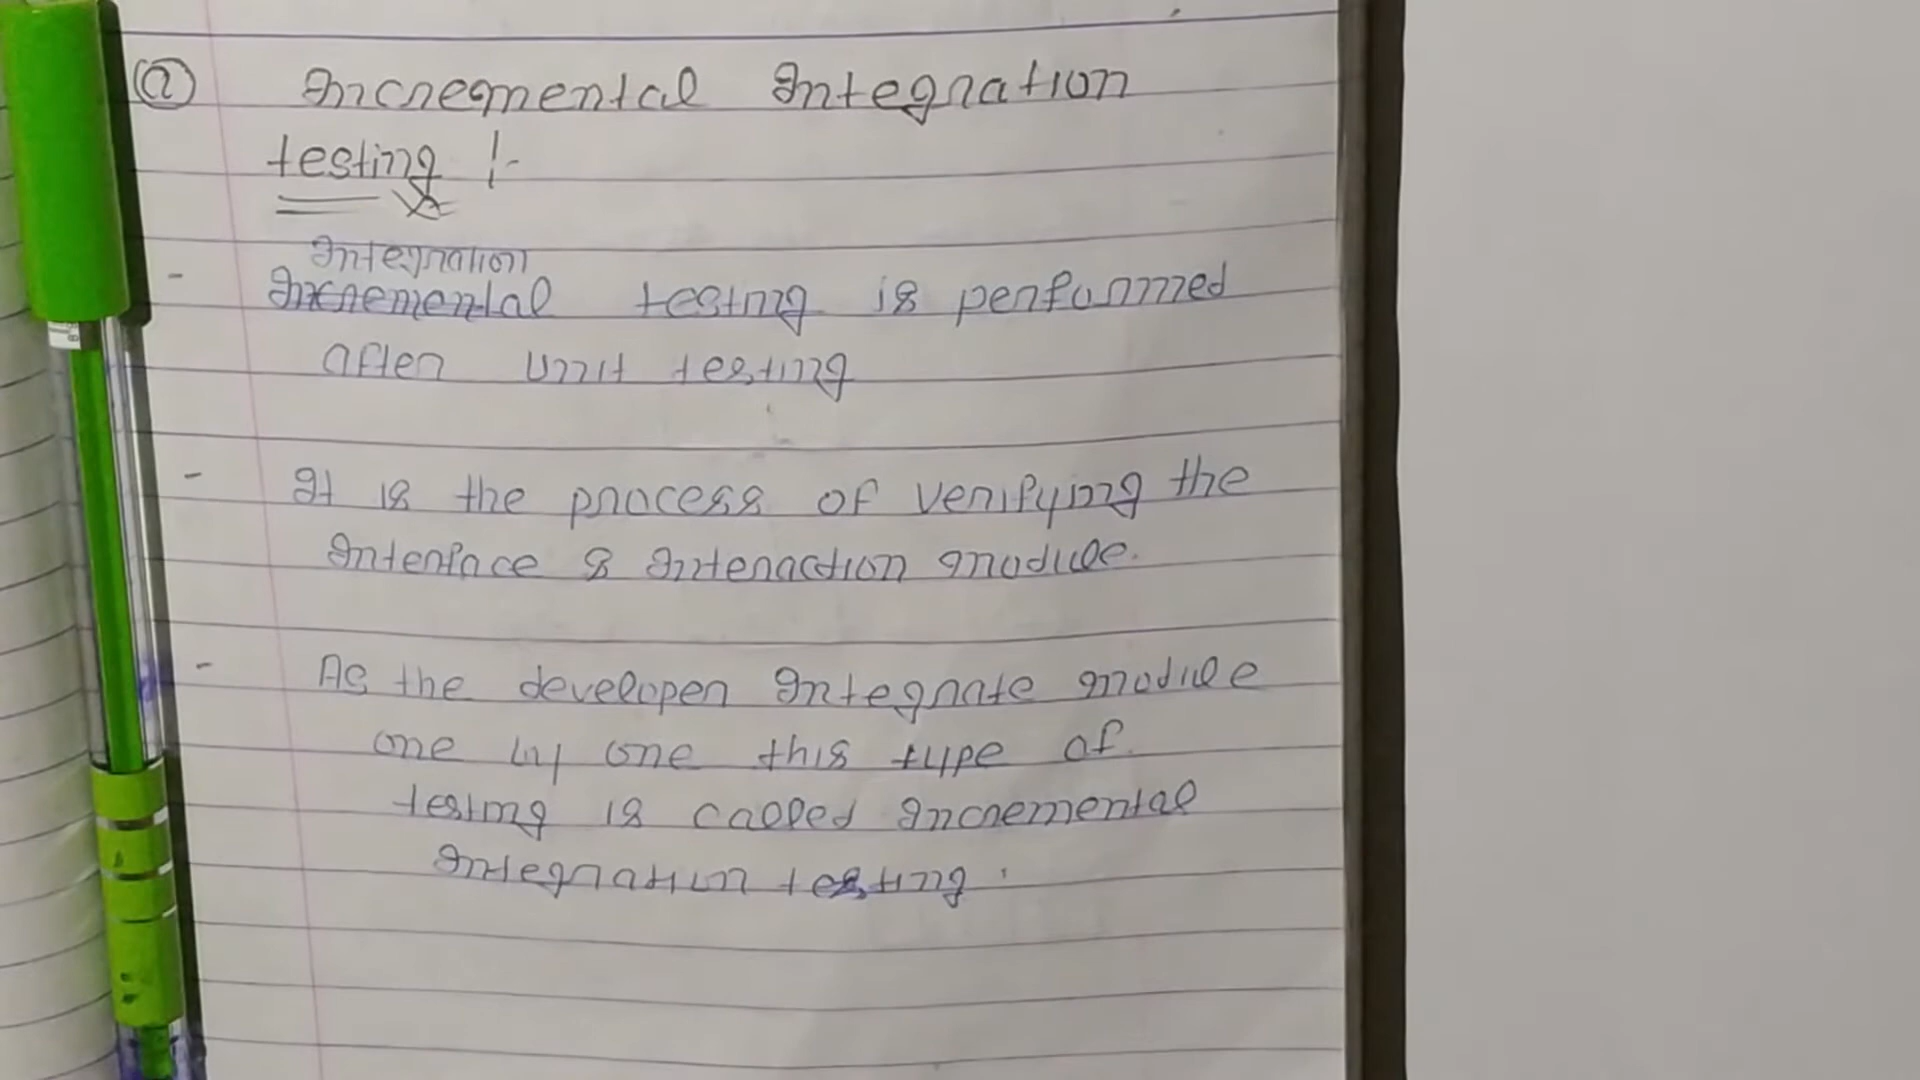 (a) Incremental Integration
testing :-
Integration
- Incremental testing is performed
after unit testing
- It is the process of verifying the
Interface & Interaction module.
- As the developer Integrate module
one by one this type of
testing is called Incremental
Integration testing.